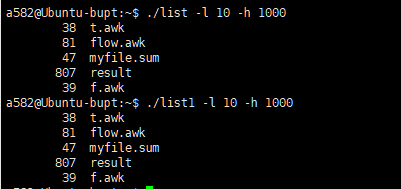 a582@Ubuntu-bupt:~$ ./list -l 10 -h 1000
38 t.awk
81 flow.awk
47 myfile.sum
807 result
39 f.awk
a582@Ubuntu-bupt:~$ ./list1 -l 10 -h 1000
38 t.awk
81 flow.awk
47 myfile.sum
807 result
39 f.awk